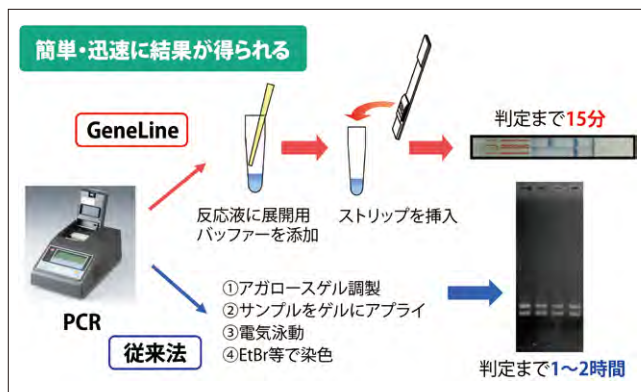 簡単・迅速に結果が得られる
GeneLine
判定まで15分
反応液に展開用
バッファーを添加
ストリップを挿入
PCR
従来法
①アガロースゲル調製
②サンプルをゲルにアプライ
③電気泳動
④EtBr等で染色
判定まで1～2時間